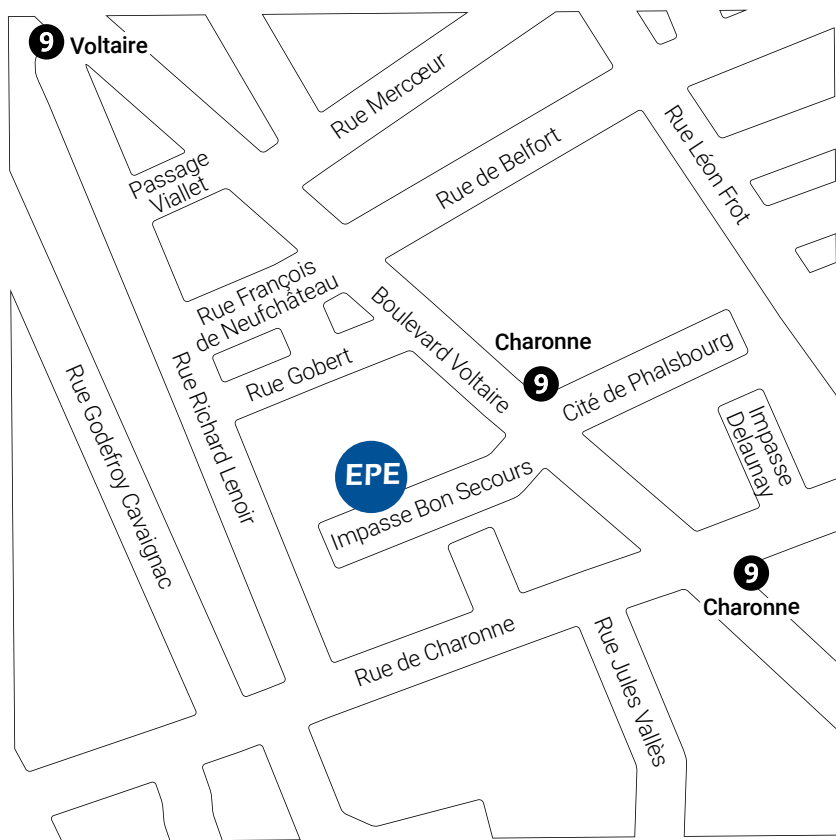 9 Voltaire
Rue Mercœur
Passage
Viallet
Rue de Belfort
Rue Léon Frot
Rue François
de Neufchâteau
Boulevard Voltaire
Charonne
9
Cité de Phalsbourg
Rue Gobert
Rue Richard Lenoir
Rue Godefroy Cavaignac
Impasse
Delaunay
EPE
Impasse Bon Secours
9
Charonne
Rue de Charonne
Rue Jules Vallès